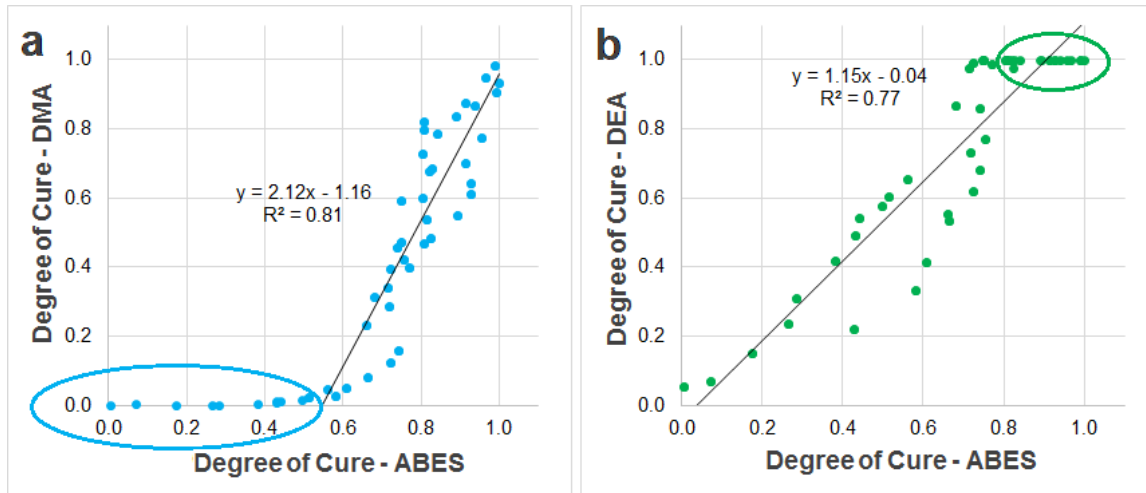 a
Degree of Cure - DMA
1.0
0.8
0.6
0.4
0.2
0.0
y = 2.12x - 1.16
R² = 0.81
0.0 0.2 0.4 0.6 0.8 1.0
Degree of Cure - ABES
b
Degree of Cure - DEA
1.0
0.8
0.6
0.4
0.2
0.0
y = 1.15x - 0.04
R² = 0.77
0.0 0.2 0.4 0.6 0.8 1.0
Degree of Cure - ABES